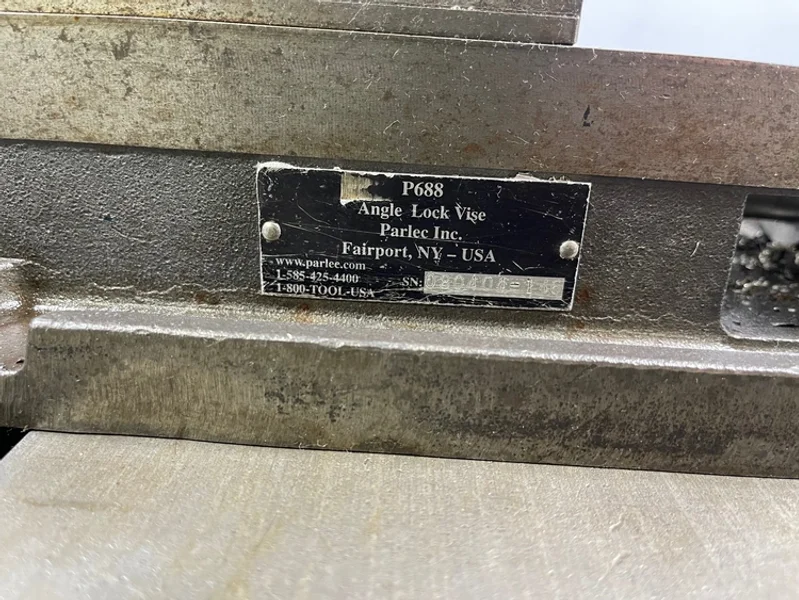 P688
Angle Lock Vise
Parlec Inc.
Fairport, NY – USA
www.parlec.com
1-585-425-4400
1-800-TOOL-USA
SN: